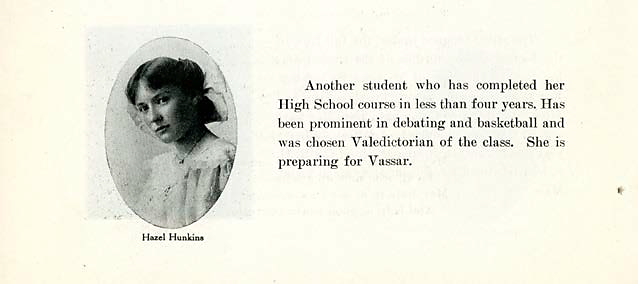 Another student who has completed her
High School course in less than four years. Has
been prominent in debating and basketball and
was chosen Valedictorian of the class. She is
preparing for Vassar.
Hazel Hunkins